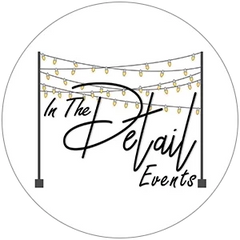 In The
Detail
Events